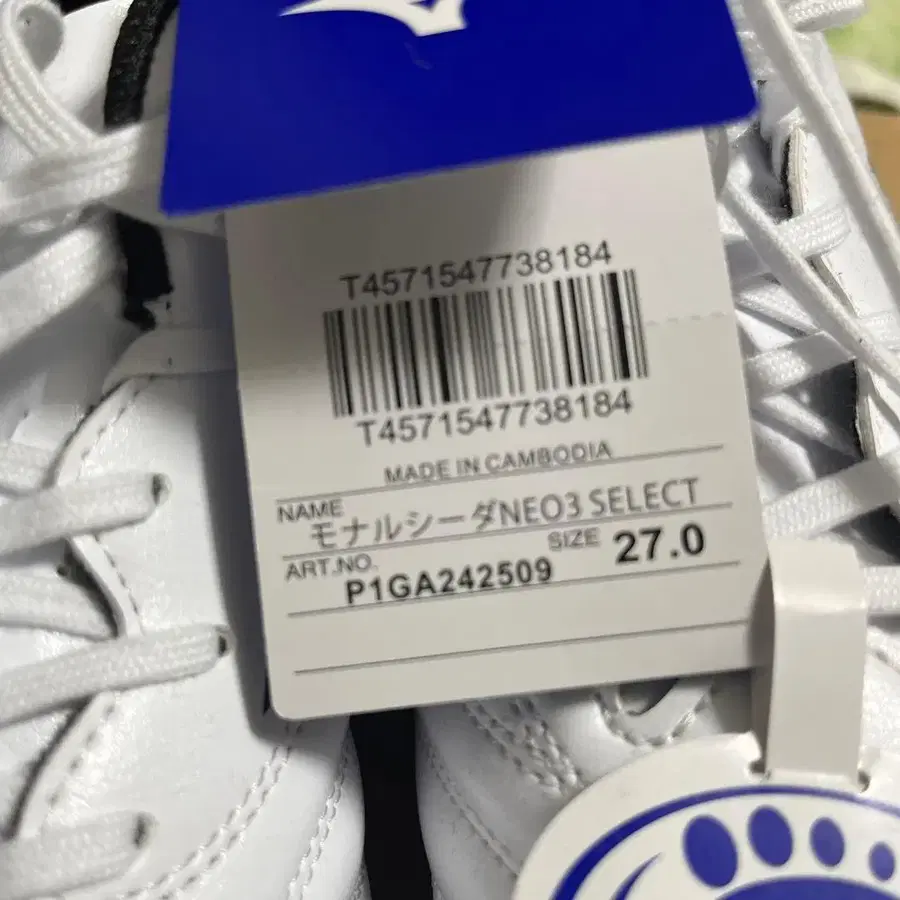 T4571547738184
T4571547738184
MADE IN CAMBODIA
NAME
モナルシーダNEO3 SELECT
ART.NO.
SIZE 27.0
P1GA242509